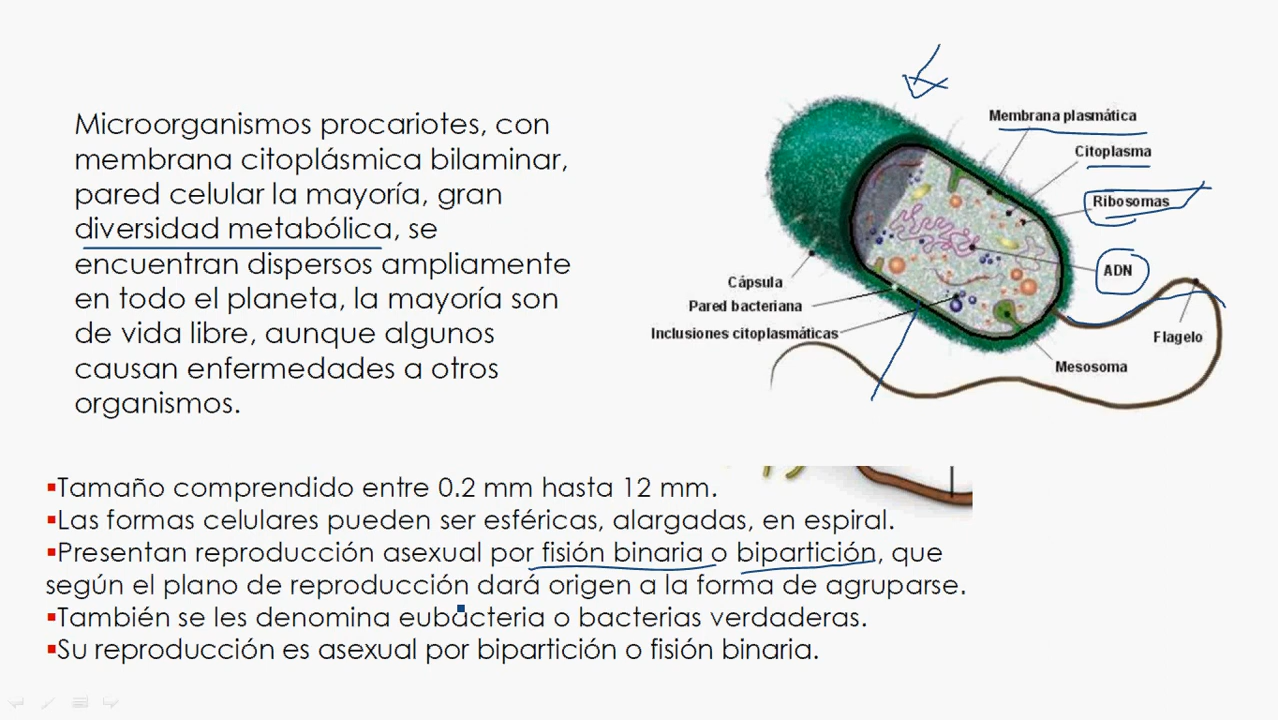 Microorganismos procariotes, con
membrana citoplásmica bilaminar,
pared celular la mayoría, gran
diversidad metabólica, se
encuentran dispersos ampliamente
en todo el planeta, la mayoría son
de vida libre, aunque algunos
causan enfermedades a otros
organismos.
Membrana plasmática
Citoplasma
Ribosomas
ADN
Cápsula
Pared bacteriana
Inclusiones citoplasmáticas
Flagelo
Mesosoma
▪Tamaño comprendido entre 0.2 mm hasta 12 mm.
▪Las formas celulares pueden ser esféricas, alargadas, en espiral.
▪Presentan reproducción asexual por fisión binaria o bipartición, que
según el plano de reproducción dará origen a la forma de agruparse.
▪También se les denomina eubacteria o bacterias verdaderas.
▪Su reproducción es asexual por bipartición o fisión binaria.